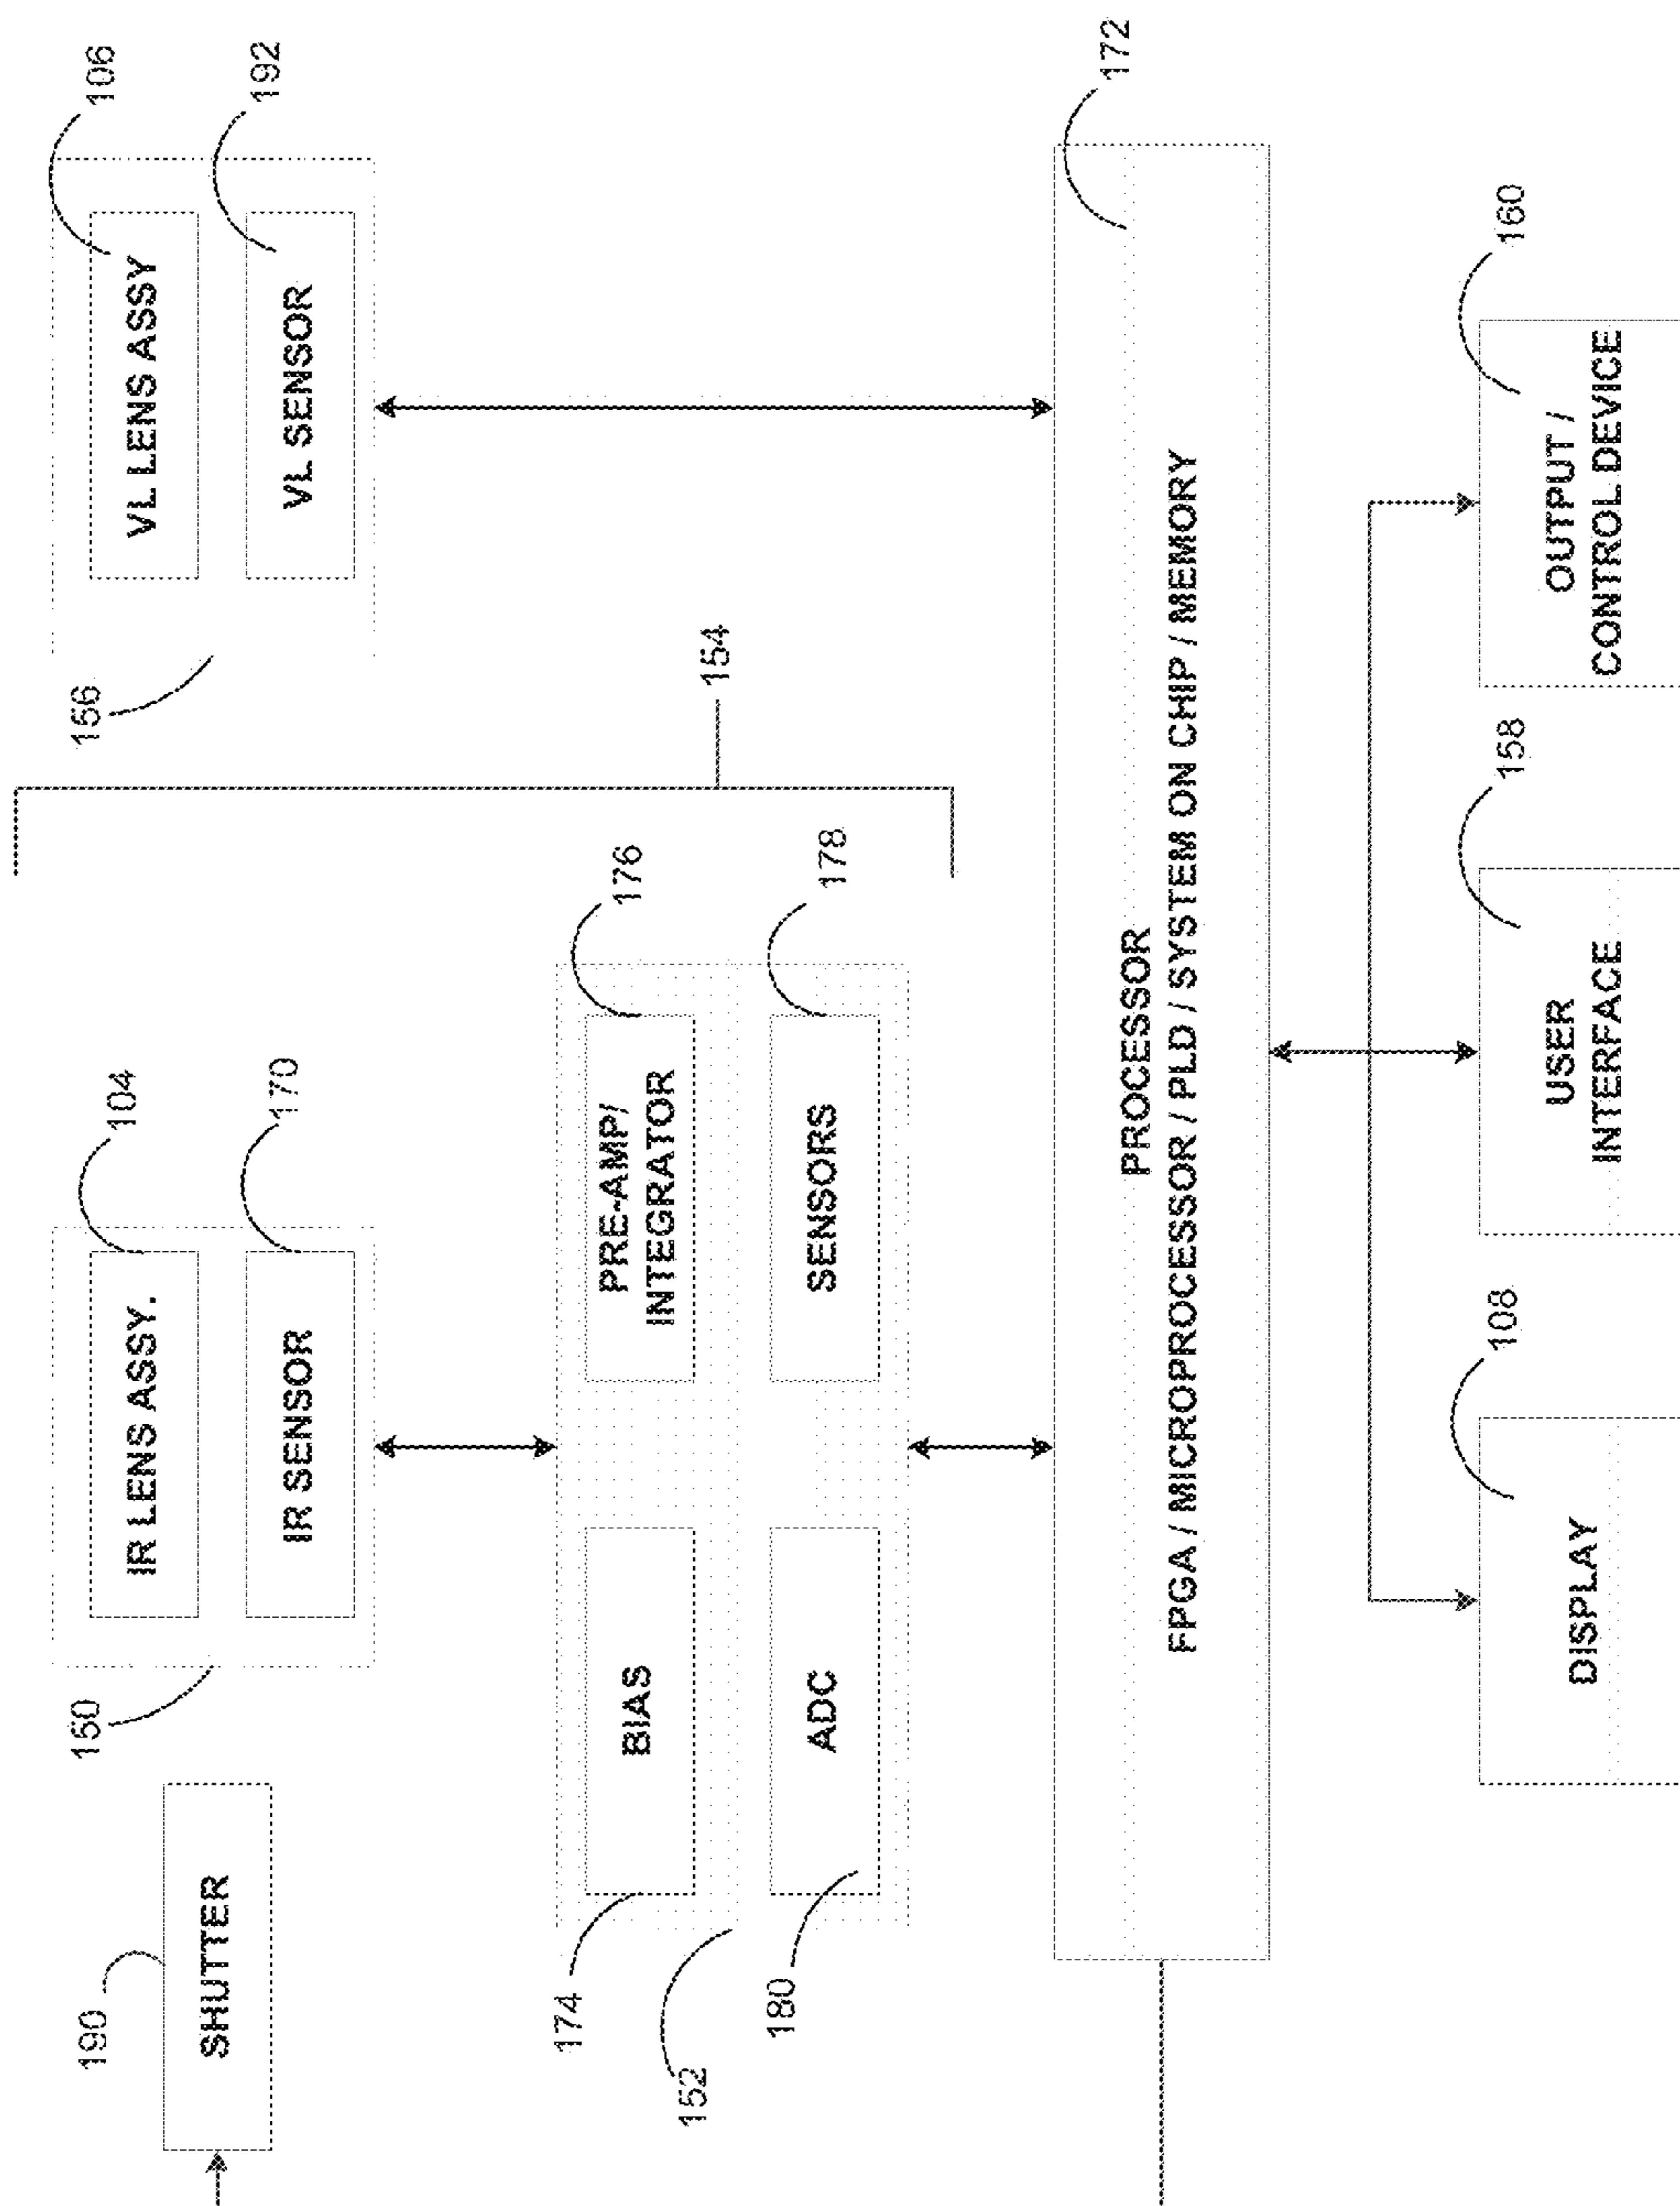 190
SHUTTER
150
IR LENS ASSY.
104
IR SENSOR
170
156
VL LENS ASSY
106
VL SENSOR
192
154
174
BIAS
PRE-AMP/
INTEGRATOR
176
152
180
ADC
SENSORS
178
PROCESSOR
FPGA / MICROPROCESSOR / PLD / SYSTEM ON CHIP / MEMORY
172
DISPLAY
108
USER
INTERFACE
158
OUTPUT /
CONTROL DEVICE
160